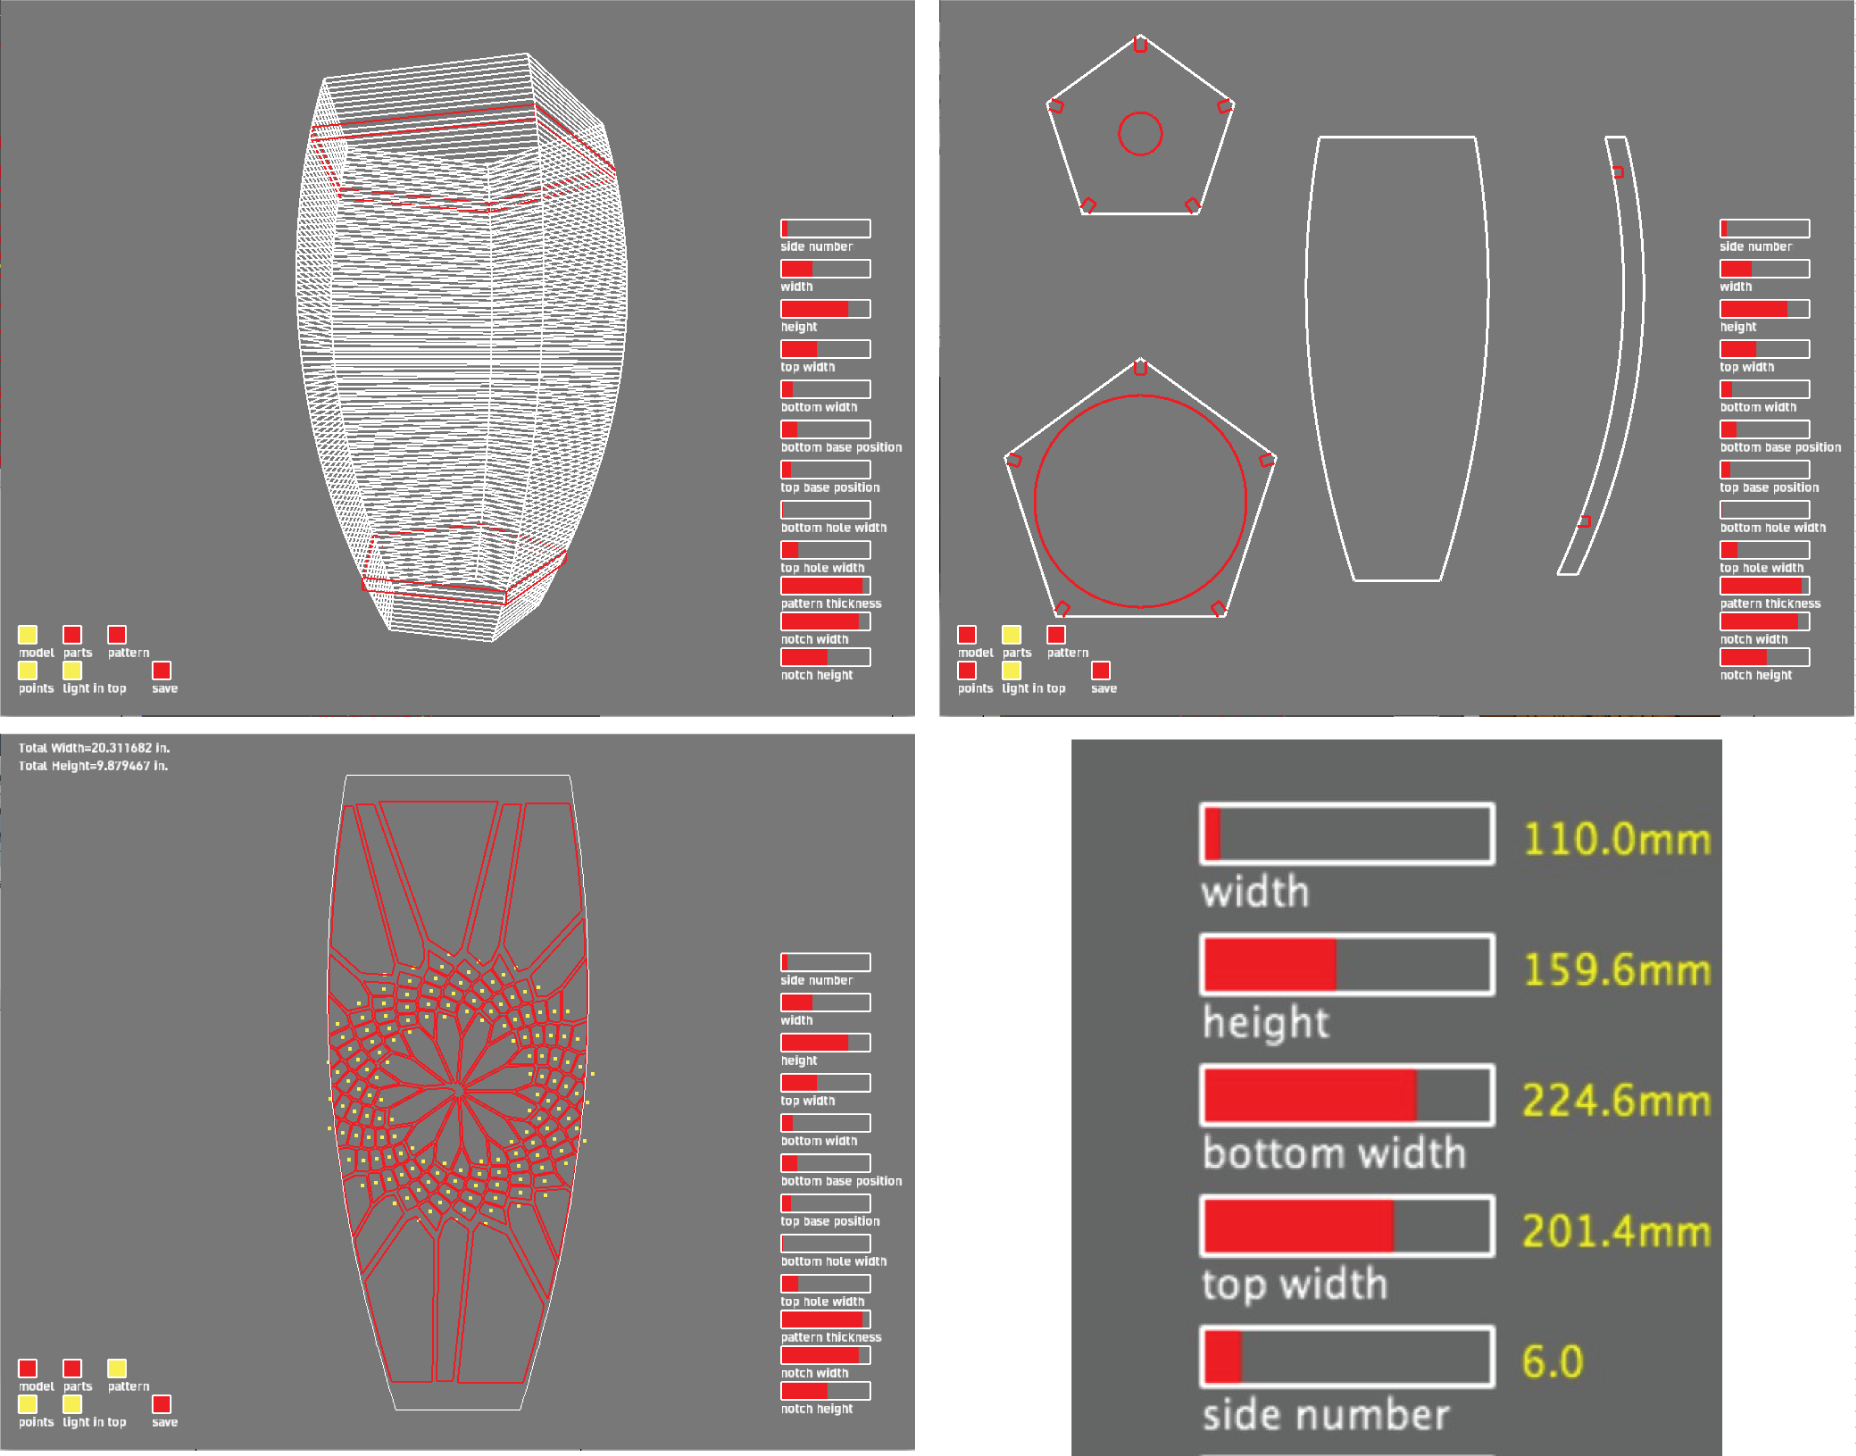 side number
width
height
top width
bottom width
bottom base position
top base position
bottom hole width
top hole width
pattern thickness
notch width
notch height
model parts pattern
points light in top save
side number
width
height
top width
bottom width
bottom base position
top base position
bottom hole width
top hole width
pattern thickness
notch width
notch height
model parts pattern
points light in top save
Total Width=20.311682 in.
Total Height=9.879467 in.
side number
width
height
top width
bottom width
bottom base position
top base position
bottom hole width
top hole width
pattern thickness
notch width
notch height
model parts pattern
points light in top save
110.0mm
width
159.6mm
height
224.6mm
bottom width
201.4mm
top width
6.0
side number